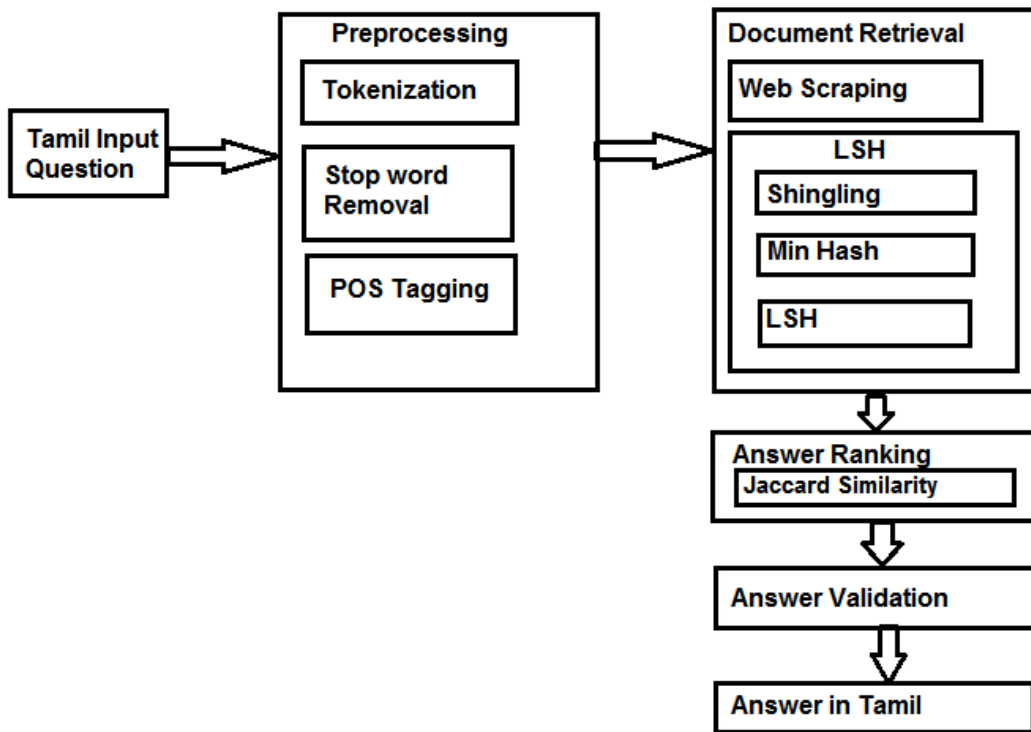 Tamil Input
Question
Preprocessing
Tokenization
Stop word
Removal
POS Tagging
Document Retrieval
Web Scraping
LSH
Shingling
Min Hash
LSH
Answer Ranking
Jaccard Similarity
Answer Validation
Answer in Tamil